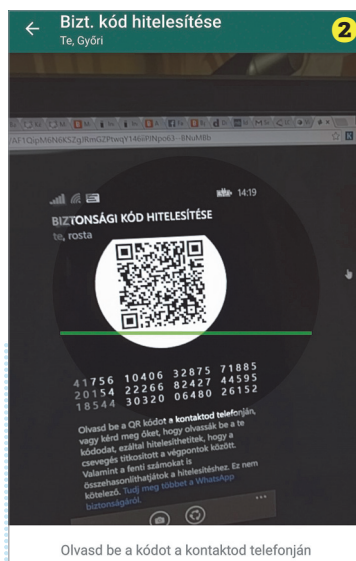 Bizt. kód hitelesítése
Te, Győri
2
14:19
BIZTONSÁGI KÓD HITELESÍTÉSE
te, rosta
41756 10406 32875 71885
20154 22266 82427 44595
18544 30320 06480 26152
Olvasd be a QR kódot a kontaktod telefonján,
vagy kérd meg őket, hogy olvassák be a te
kódodat, ezáltal hitelesíthetitek, hogy a
csevegés titkosított a végpontok között.
Valamint a fenti számokat is
összehasonlíthatjátok a hitelesítéshez. Ez nem
kötelező. Tudj meg többet a WhatsApp
biztonságáról.
Olvasd be a kódot a kontaktod telefonján